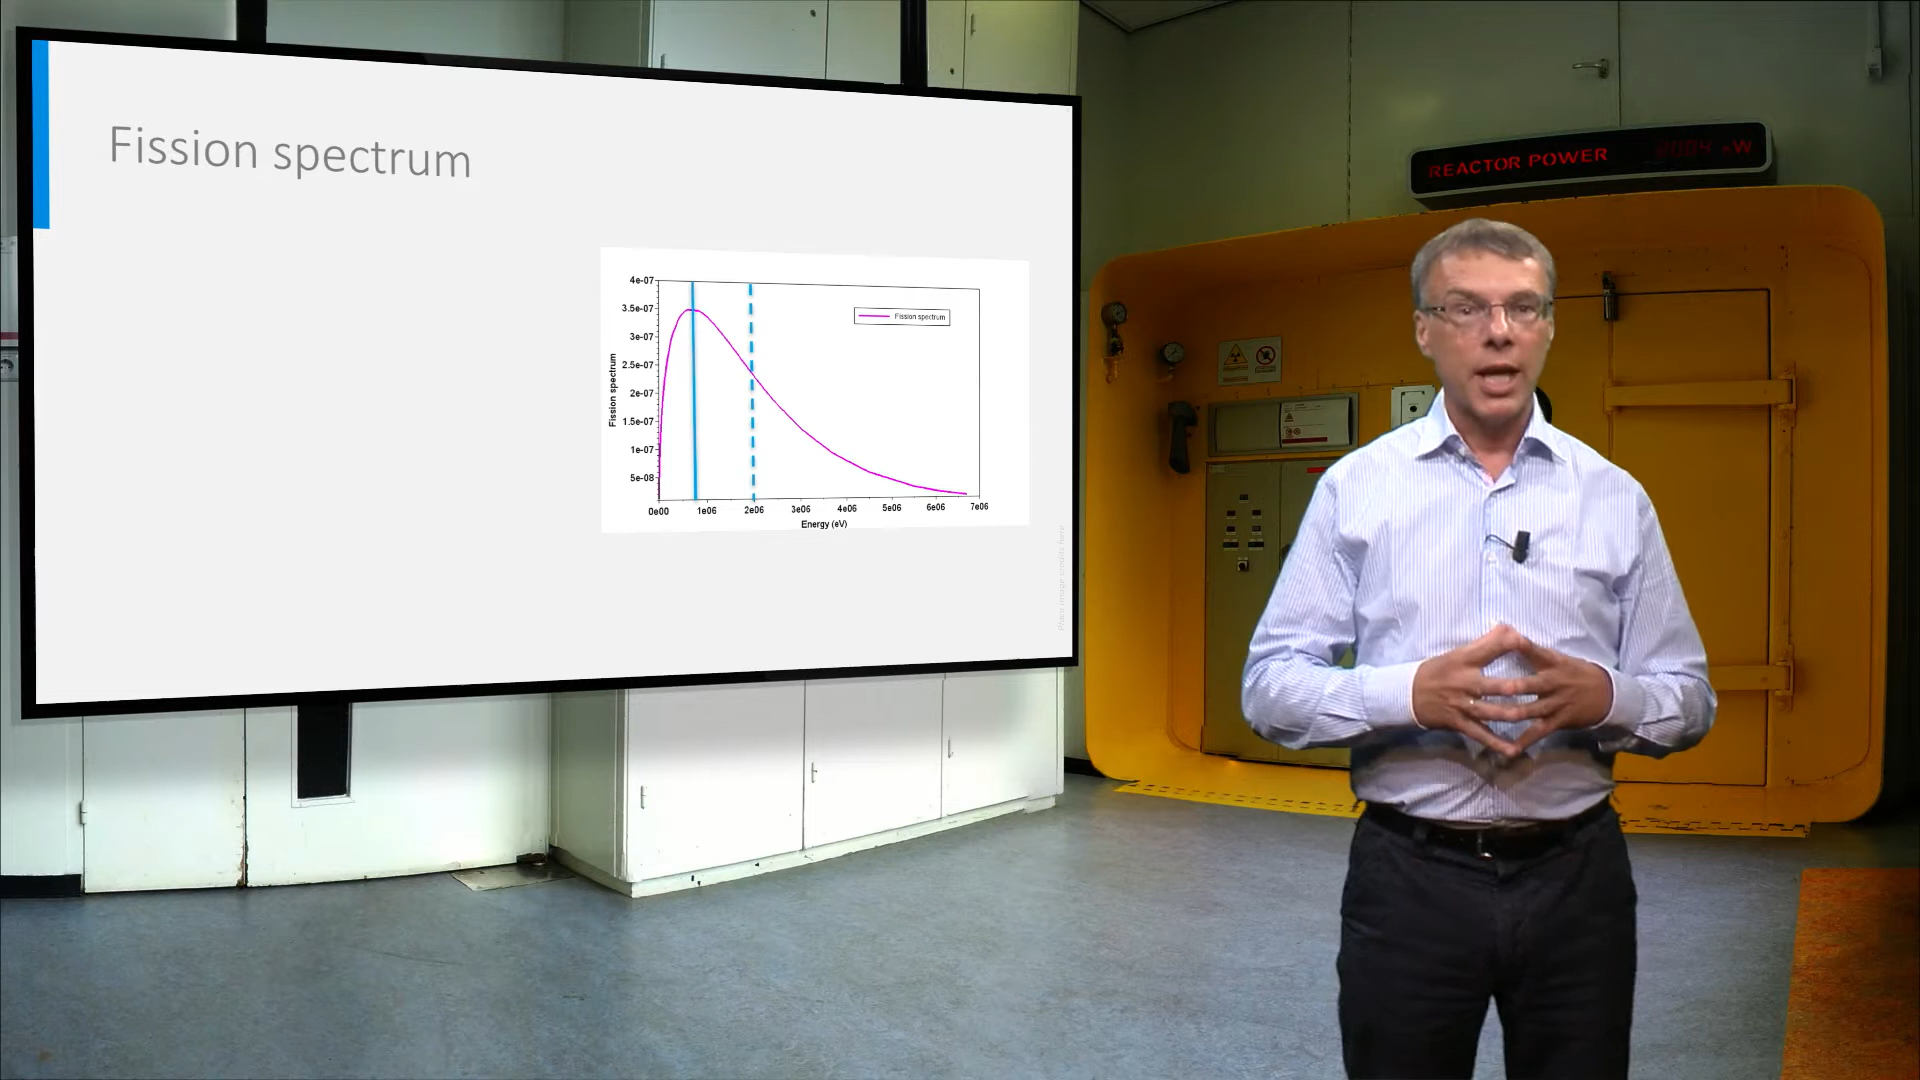 Fission spectrum
4e-07
3.5e-07
3e-07
2.5e-07
2e-07
1.5e-07
1e-07
5e-08
Fission spectrum
Fission spectrum
0e00 1e06 2e06 3e06 4e06 5e06 6e06 7e06
Energy (eV)
REACTOR POWER